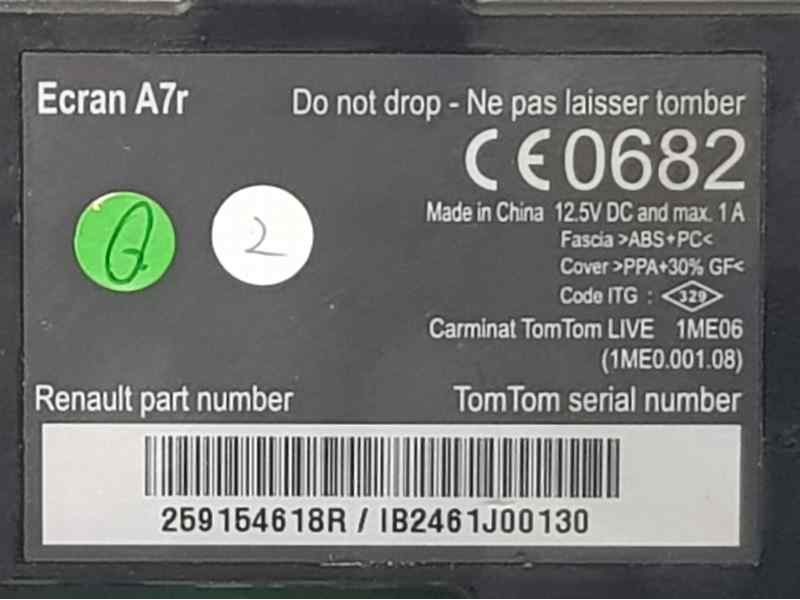 Ecran A7r
Do not drop - Ne pas laisser tomber
CE0682
2
Made in China 12.5V DC and max. 1 A
Fascia >ABS+PC<
Cover >PPA+30% GF<
Code ITG : 329
Carminat TomTom LIVE 1ME06
(1ME0.001.08)
Renault part number
TomTom serial number
259154618R / IB2461J00130